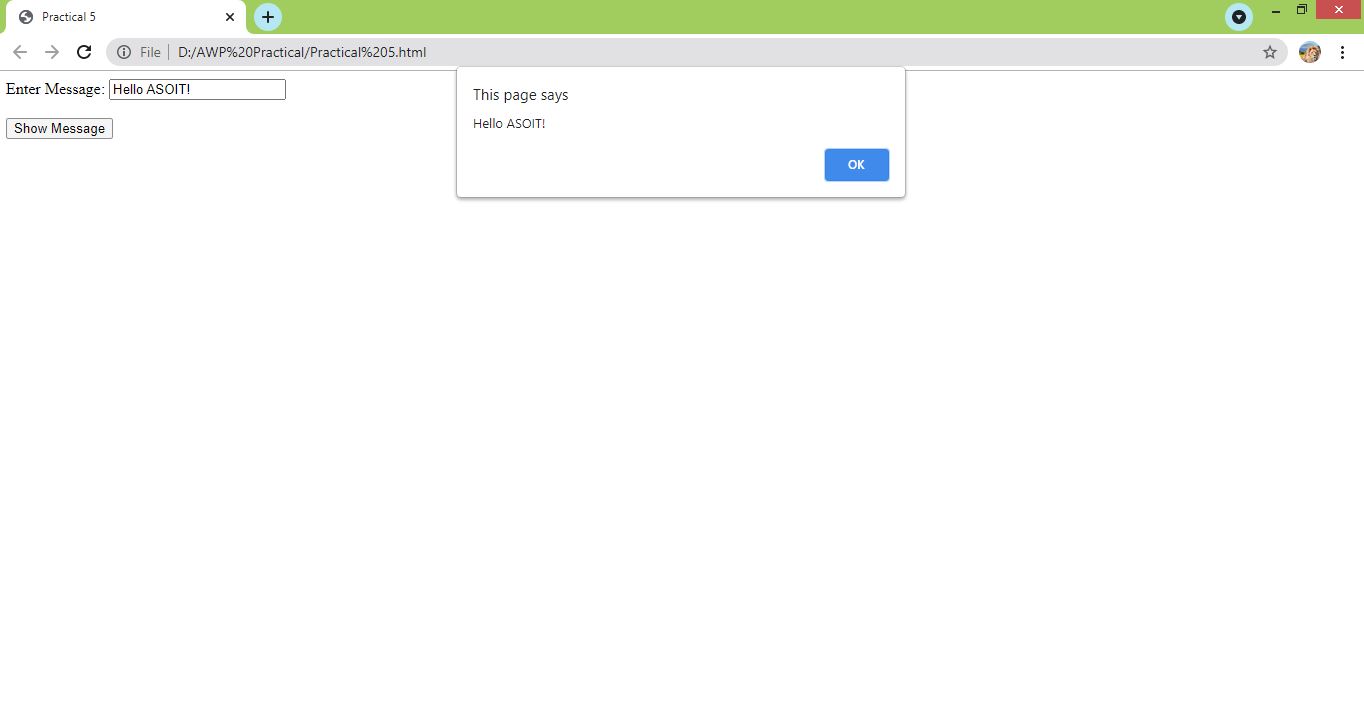 Practical 5
File D:/AWP%20Practical/Practical%205.html
Enter Message: Hello ASOIT!
Show Message
This page says
Hello ASOIT!
OK